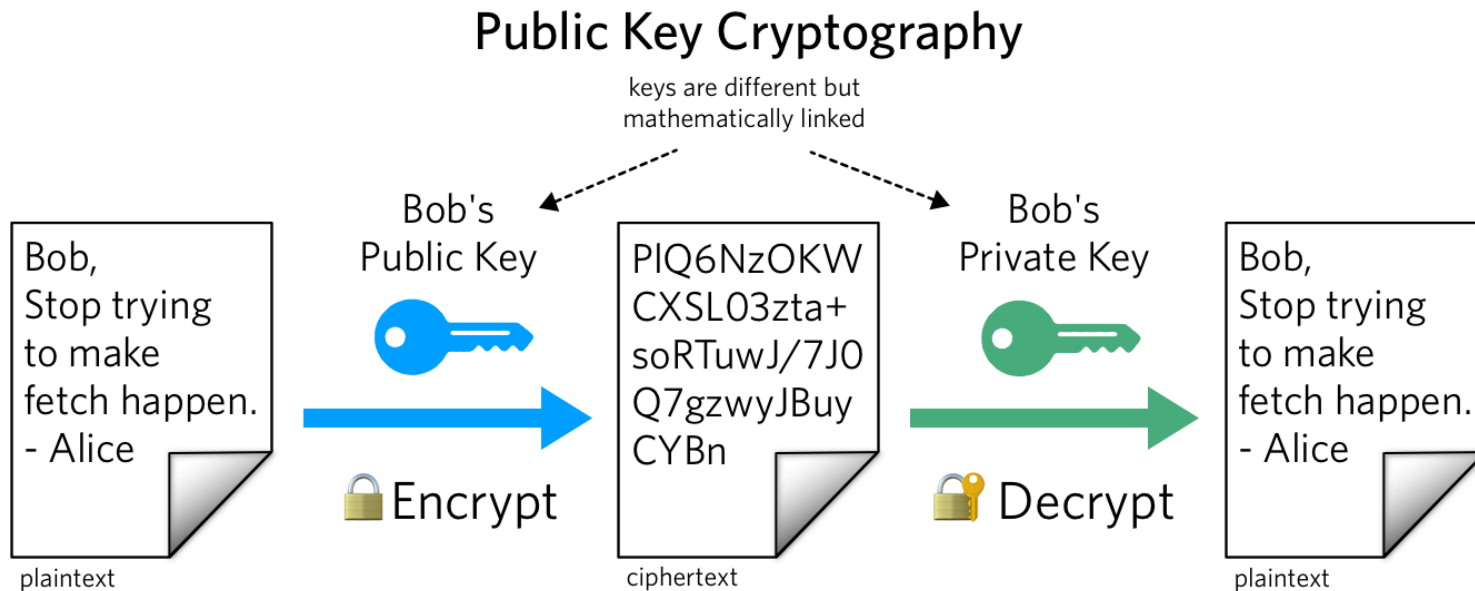 Public Key Cryptography
keys are different but
mathematically linked
Bob,
Stop trying
to make
fetch happen.
- Alice
plaintext
Bob's
Public Key
Encrypt
PlQ6NzOKW
CXSL03zta+
soRTuwJ/7J0
Q7gzwyJBuy
CYBn
ciphertext
Bob's
Private Key
Decrypt
Bob,
Stop trying
to make
fetch happen.
- Alice
plaintext